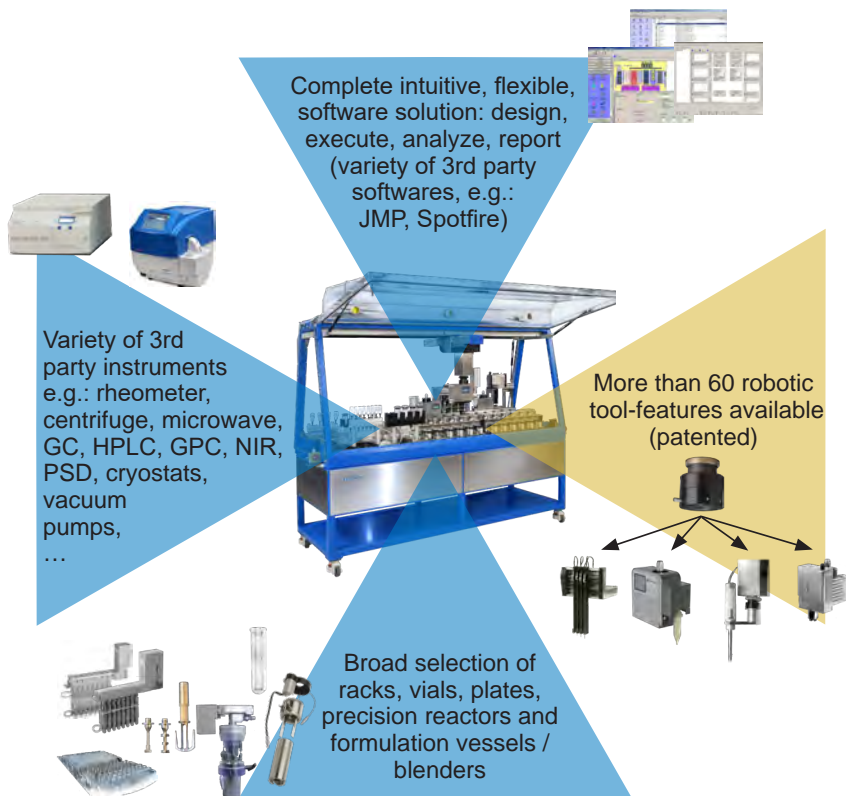 Complete intuitive, flexible,
software solution: design,
execute, analyze, report
(variety of 3rd party
softwares, e.g.:
JMP, Spotfire)
Variety of 3rd
party instruments
e.g.: rheometer,
centrifuge, microwave,
GC, HPLC, GPC, NIR,
PSD, cryostats,
vacuum
pumps,
…
More than 60 robotic
tool-features available
(patented)
Broad selection of
racks, vials, plates,
precision reactors and
formulation vessels /
blenders